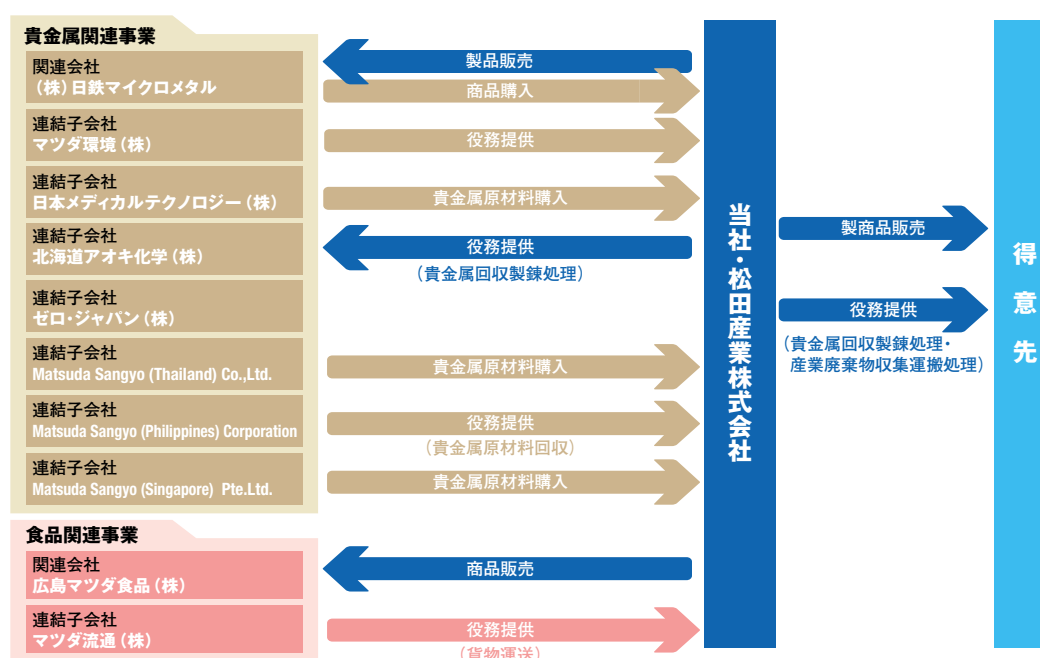 貴金属関連事業
関連会社
（株）日鉄マイクロメタル
製品販売
商品購入
連結子会社
マツダ環境（株）
役務提供
連結子会社
日本メディカルテクノロジー（株）
貴金属原材料購入
連結子会社
北海道アオキ化学（株）
役務提供
（貴金属回収製錬処理）
連結子会社
ゼロ・ジャパン（株）
連結子会社
Matsuda Sangyo (Thailand) Co.,Ltd.
貴金属原材料購入
連結子会社
Matsuda Sangyo (Philippines) Corporation
役務提供
（貴金属原材料回収）
連結子会社
Matsuda Sangyo (Singapore) Pte.Ltd.
貴金属原材料購入
食品関連事業
関連会社
広島マツダ食品（株）
商品販売
連結子会社
マツダ流通（株）
役務提供
（貨物運送）
当社・松田産業株式会社
製商品販売
役務提供
（貴金属回収製錬処理・
産業廃棄物収集運搬処理）
得意先